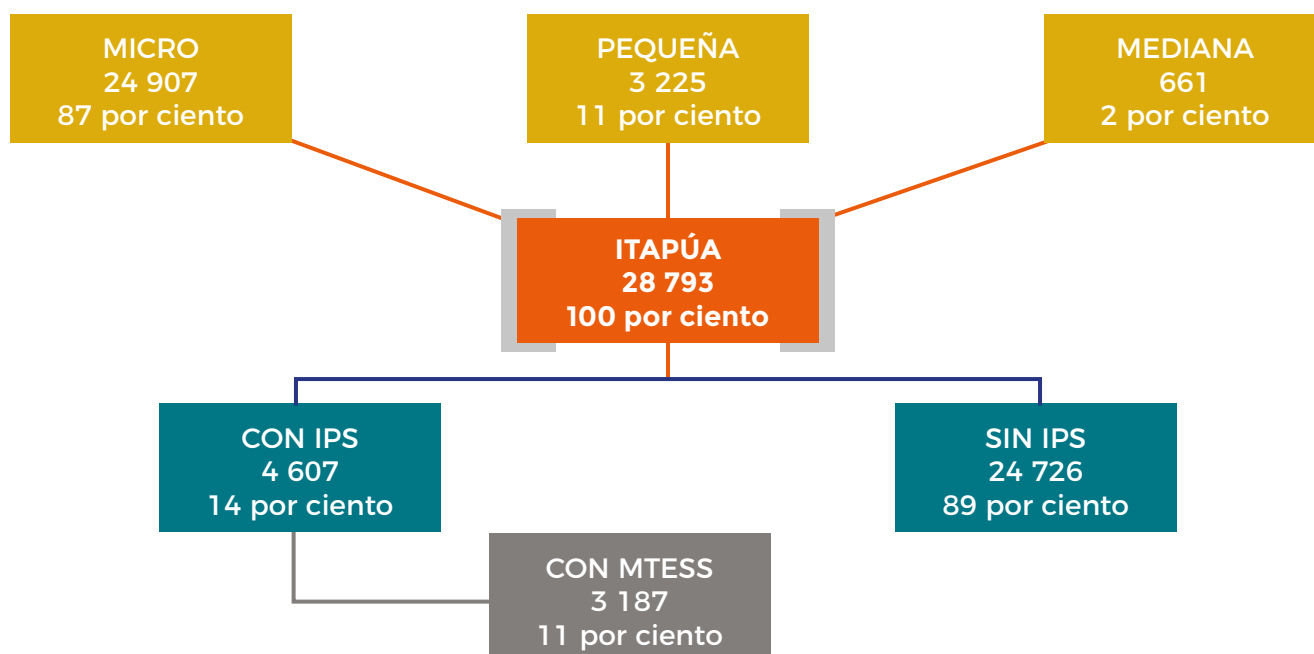 MICRO
24 907
87 por ciento
PEQUEÑA
3 225
11 por ciento
MEDIANA
661
2 por ciento
ITAPÚA
28 793
100 por ciento
CON IPS
4 607
14 por ciento
SIN IPS
24 726
89 por ciento
CON MTESS
3 187
11 por ciento